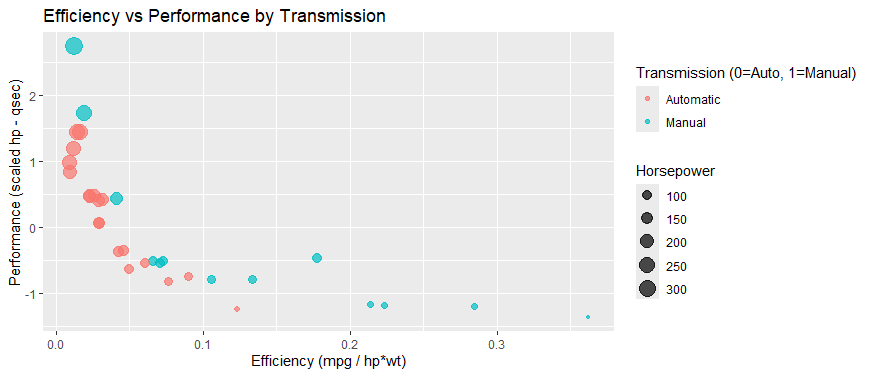 Efficiency vs Performance by Transmission
Performance (scaled hp - qsec)
2
1
0
-1
0.0 0.1 0.2 0.3
Efficiency (mpg / hp*wt)
Transmission (0=Auto, 1=Manual)
Automatic
Manual
Horsepower
100
150
200
250
300